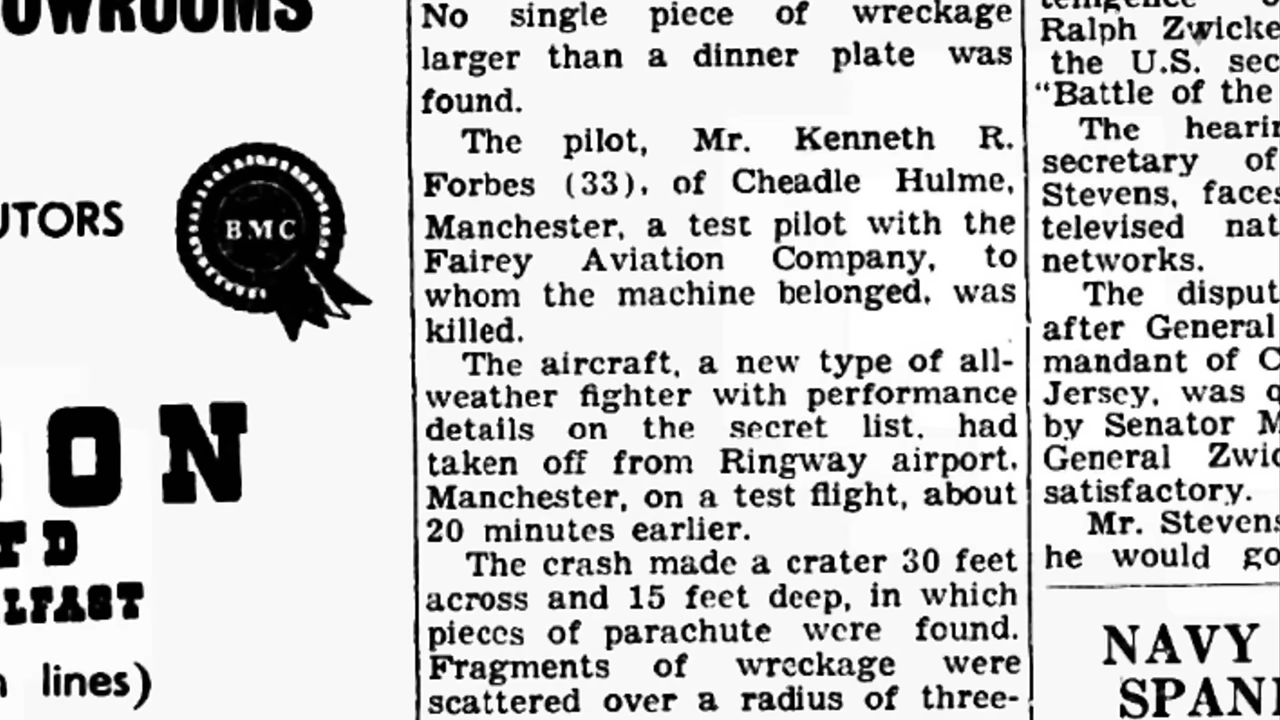 No single piece of wreckage
larger than a dinner plate was
found.
The pilot, Mr. Kenneth R.
Forbes (33), of Cheadle Hulme,
Manchester, a test pilot with the
Fairey Aviation Company, to
whom the machine belonged, was
killed.
The aircraft, a new type of all-
weather fighter with performance
details on the secret list, had
taken off from Ringway airport,
Manchester, on a test flight, about
20 minutes earlier.
The crash made a crater 30 feet
across and 15 feet deep, in which
pieces of parachute were found.
Fragments of wreckage were
scattered over a radius of three-
OWROOMS
UTORS
BMC
ON
TD
LFAST
lines)
Ralph Zwicke
the U.S. sec
"Battle of the
The hearin
secretary of
Stevens, faces
televised nat
networks.
The disput
after General
mandant of C
Jersey, was
by Senator M
General Zwic
satisfactory.
Mr. Stevens
he would go
NAVY
SPAN